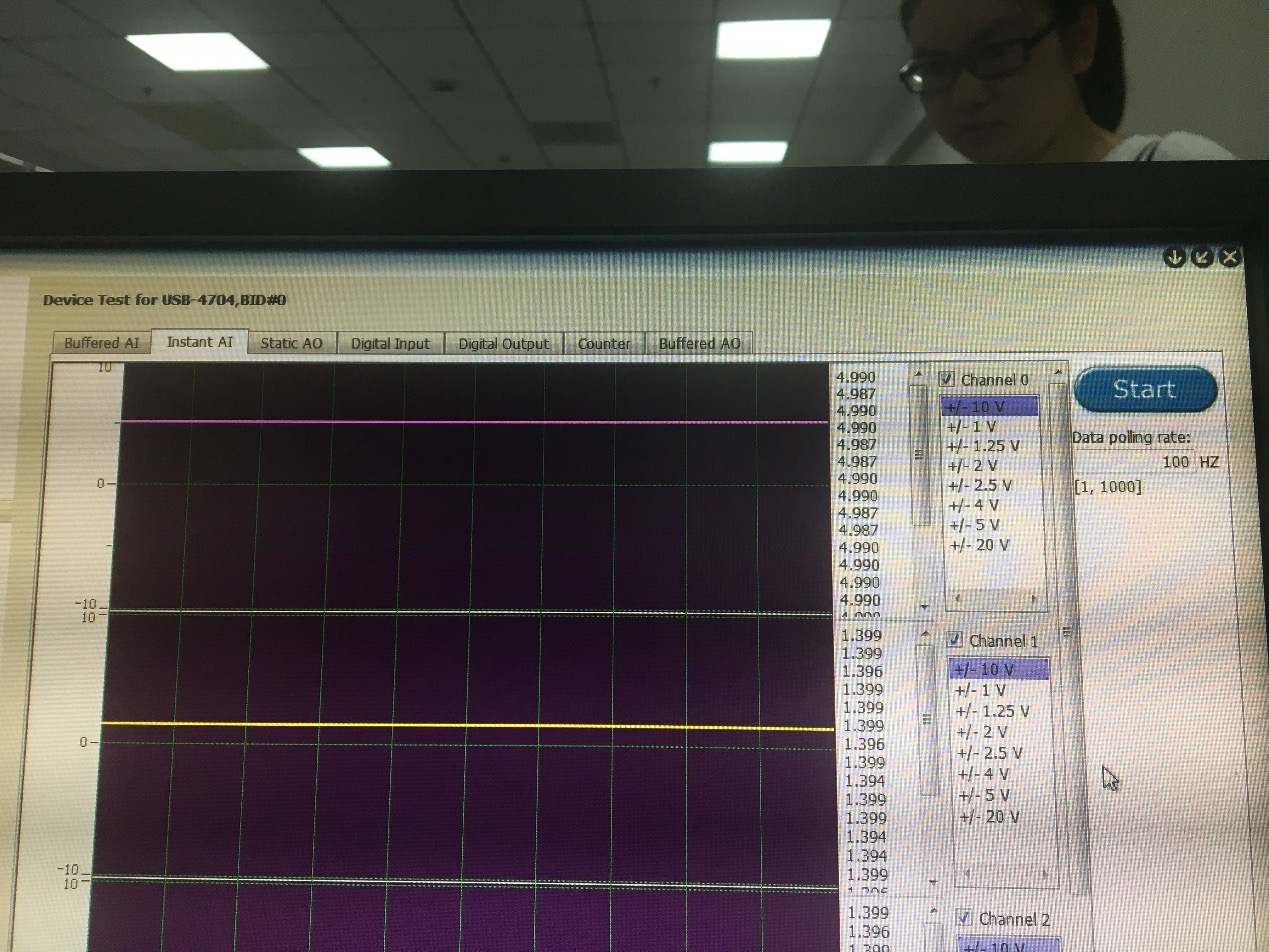 Device Test for USB-4704,BID#0
Buffered AI Instant AI Static AO Digital Input Digital Output Counter Buffered AO
10
0
-10
10
0
-10
10
4.990
4.987
4.990
4.990
4.987
4.987
4.990
4.990
4.987
4.987
4.990
4.990
4.990
4.990
Channel 0
+/- 10 V
+/- 1 V
+/- 1.25 V
+/- 2 V
+/- 2.5 V
+/- 4 V
+/- 5 V
+/- 20 V
Start
Data polling rate:
100 HZ
[1, 1000]
1.399
1.399
1.396
1.399
1.399
1.399
1.396
1.399
1.394
1.399
1.399
1.394
1.394
1.399
Channel 1
+/- 10 V
+/- 1 V
+/- 1.25 V
+/- 2 V
+/- 2.5 V
+/- 4 V
+/- 5 V
+/- 20 V
1.399
1.396
Channel 2
+/- 10 V